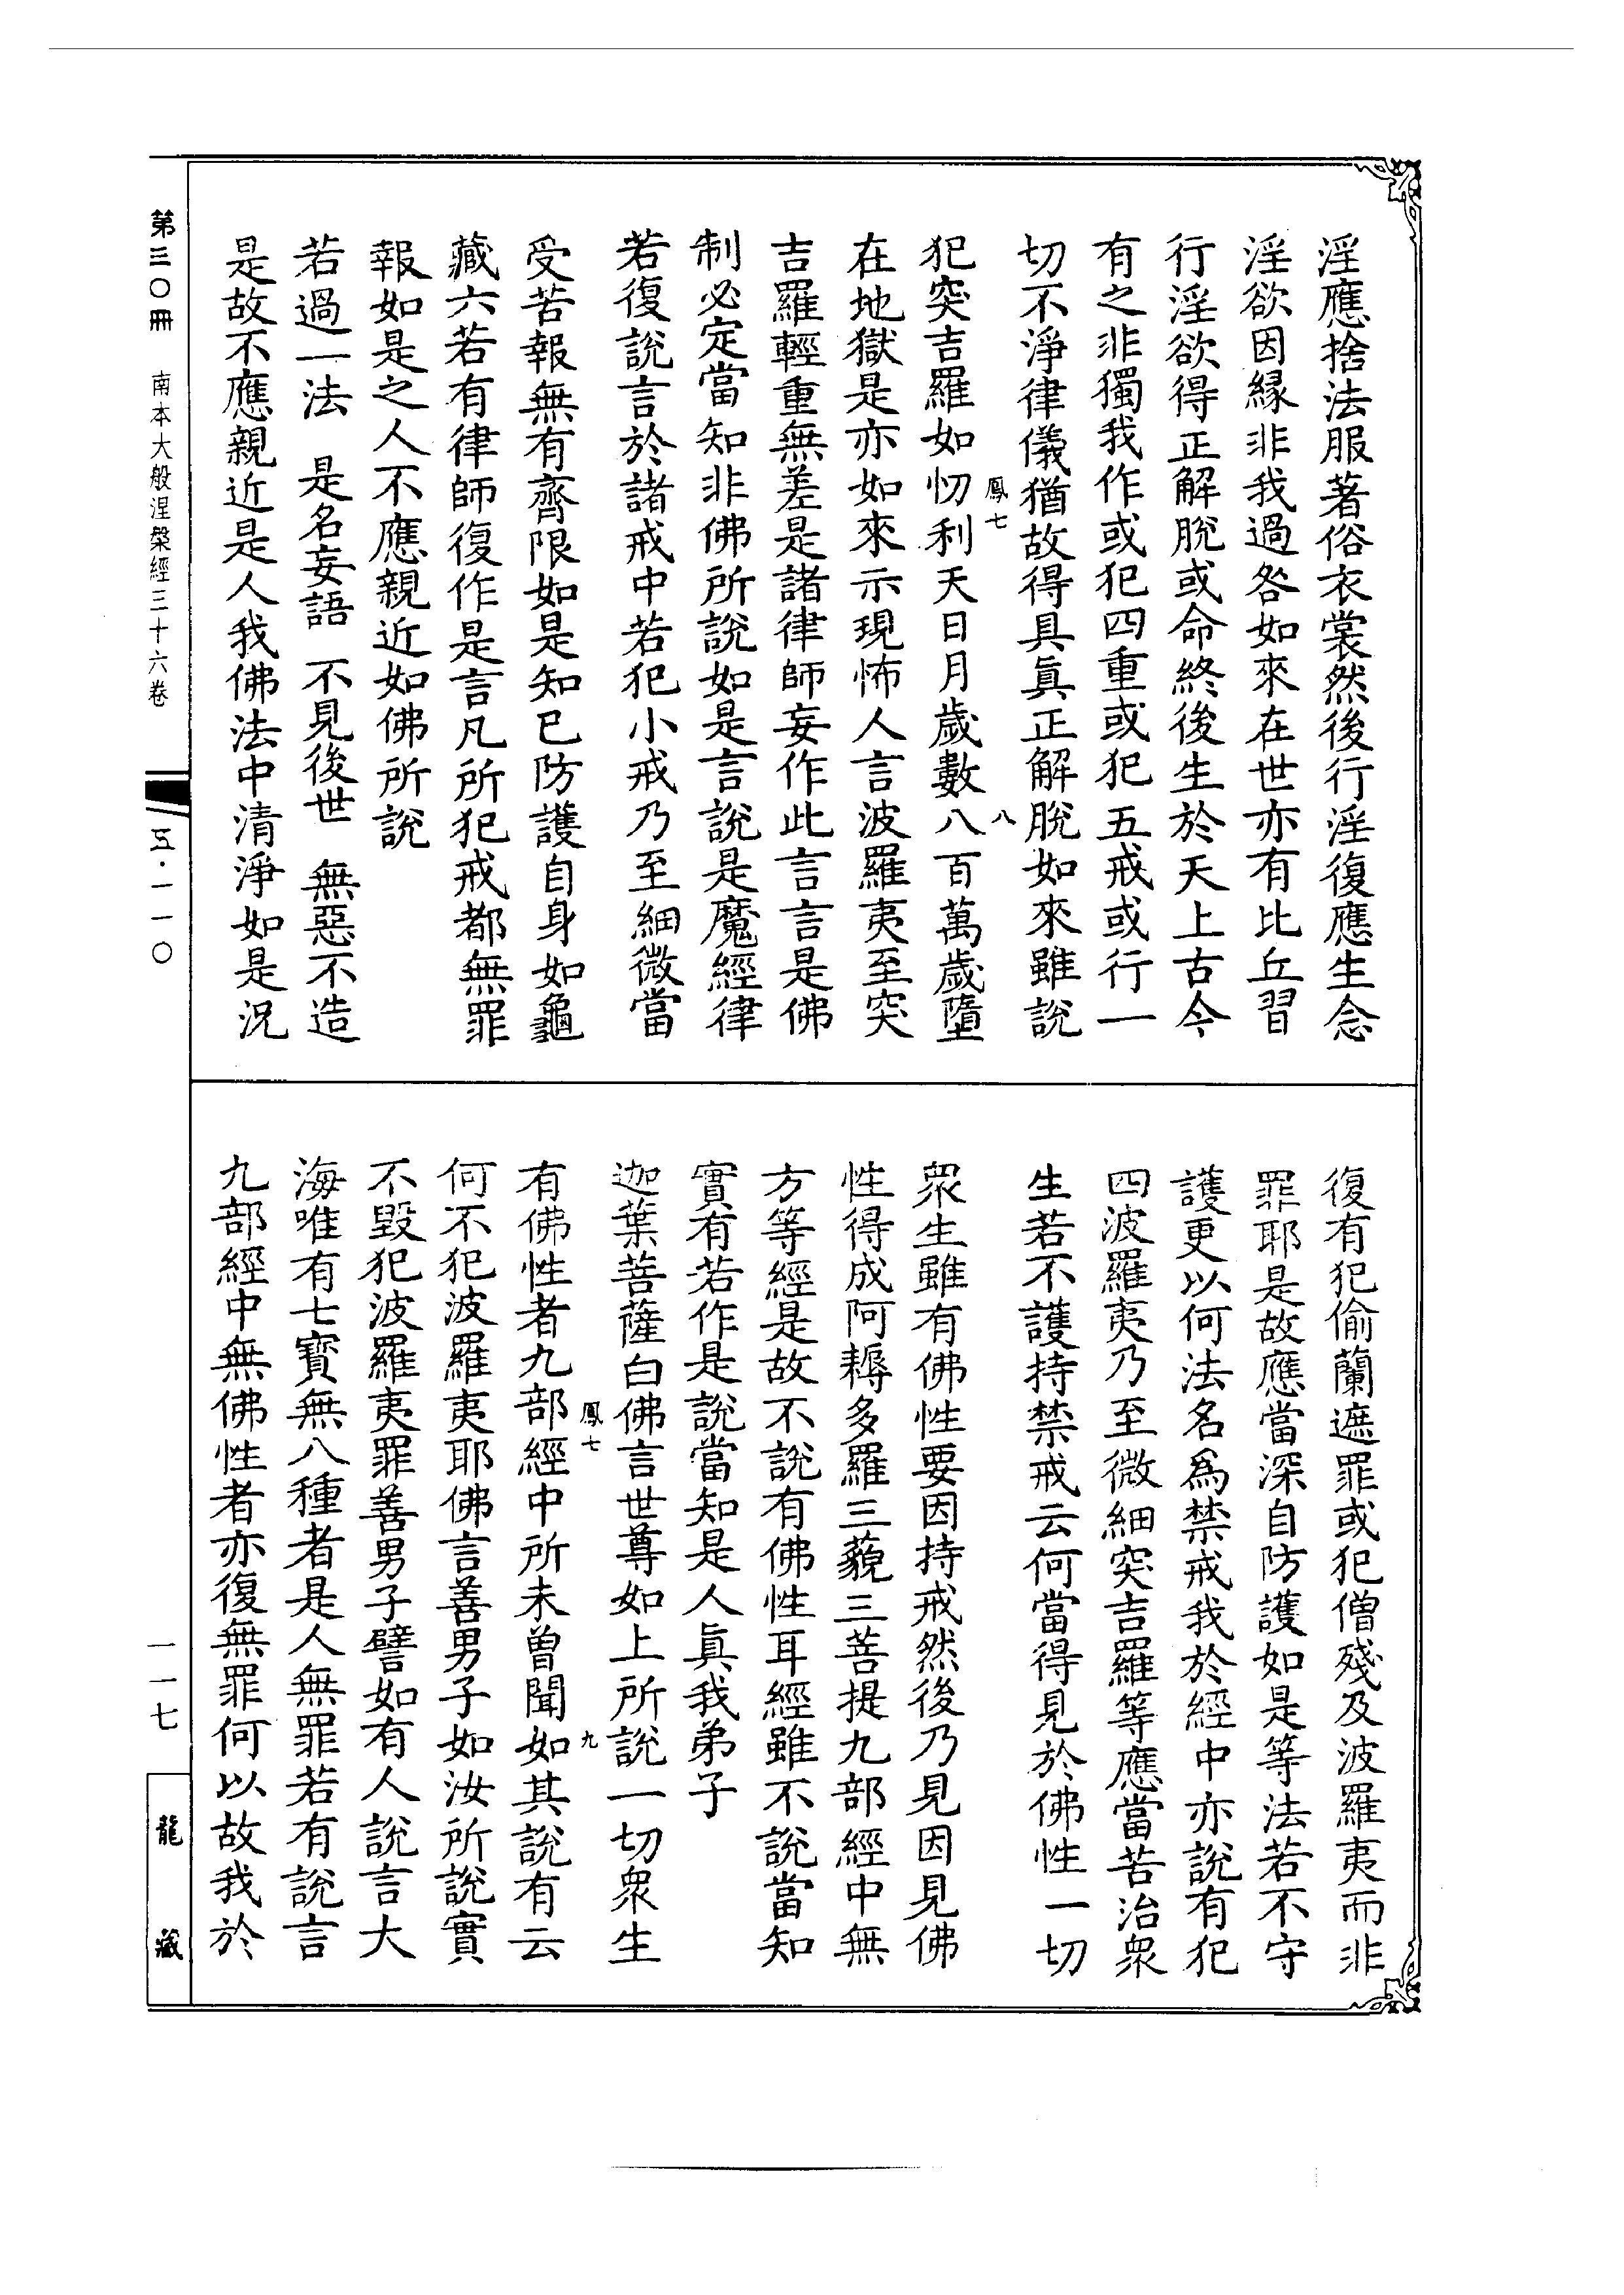 淫應捨法服著俗衣裳然後行淫復應生念
淫欲因緣非我過咎如來在世亦有比丘習
行淫欲得正解脫或命終後生於天上古今
有之非獨我作或犯四重或犯五戒或行一
切不淨律儀猶故得具真正解脫如來雖說
鳳七
八
犯突吉羅如忉利天日月歲數八百萬歲墮
在地獄是亦如來示現怖人言波羅夷至突
吉羅輕重無差是諸律師妄作此言言是佛
制必定當知非佛所說如是言說是魔經律
若復說言於諸戒中若犯小戒乃至細微當
受苦報無有齊限如是知已防護自身如龜
藏六若有律師復作是言凡所犯戒都無罪
報如是之人不應親近如佛所說
若過一法　是名妄語　不見後世　無惡不造
是故不應親近是人我佛法中清淨如是況
復有犯偷蘭遮罪或犯僧殘及波羅夷而非
罪耶是故應當深自防護如是等法若不守
護更以何法名為禁戒我於經中亦說有犯
四波羅夷乃至微細突吉羅等應當苦治眾
生若不護持禁戒云何當得見於佛性一切
眾生雖有佛性要因持戒然後乃見因見佛
性得成阿耨多羅三藐三菩提九部經中無
方等經是故不說有佛性耳經雖不說當知
實有若作是說當知是人真我弟子
迦葉菩薩白佛言世尊如上所說一切眾生
鳳七
九
有佛性者九部經中所未曾聞如其說有云
何不犯波羅夷耶佛言善男子如汝所說實
不毀犯波羅夷罪善男子譬如有人說言大
海唯有七寶無八種者是人無罪若有說言
九部經中無佛性者亦復無罪何以故我於
第三〇冊　南本大般涅槃經三十六卷
五·一一〇
一一七
龍藏